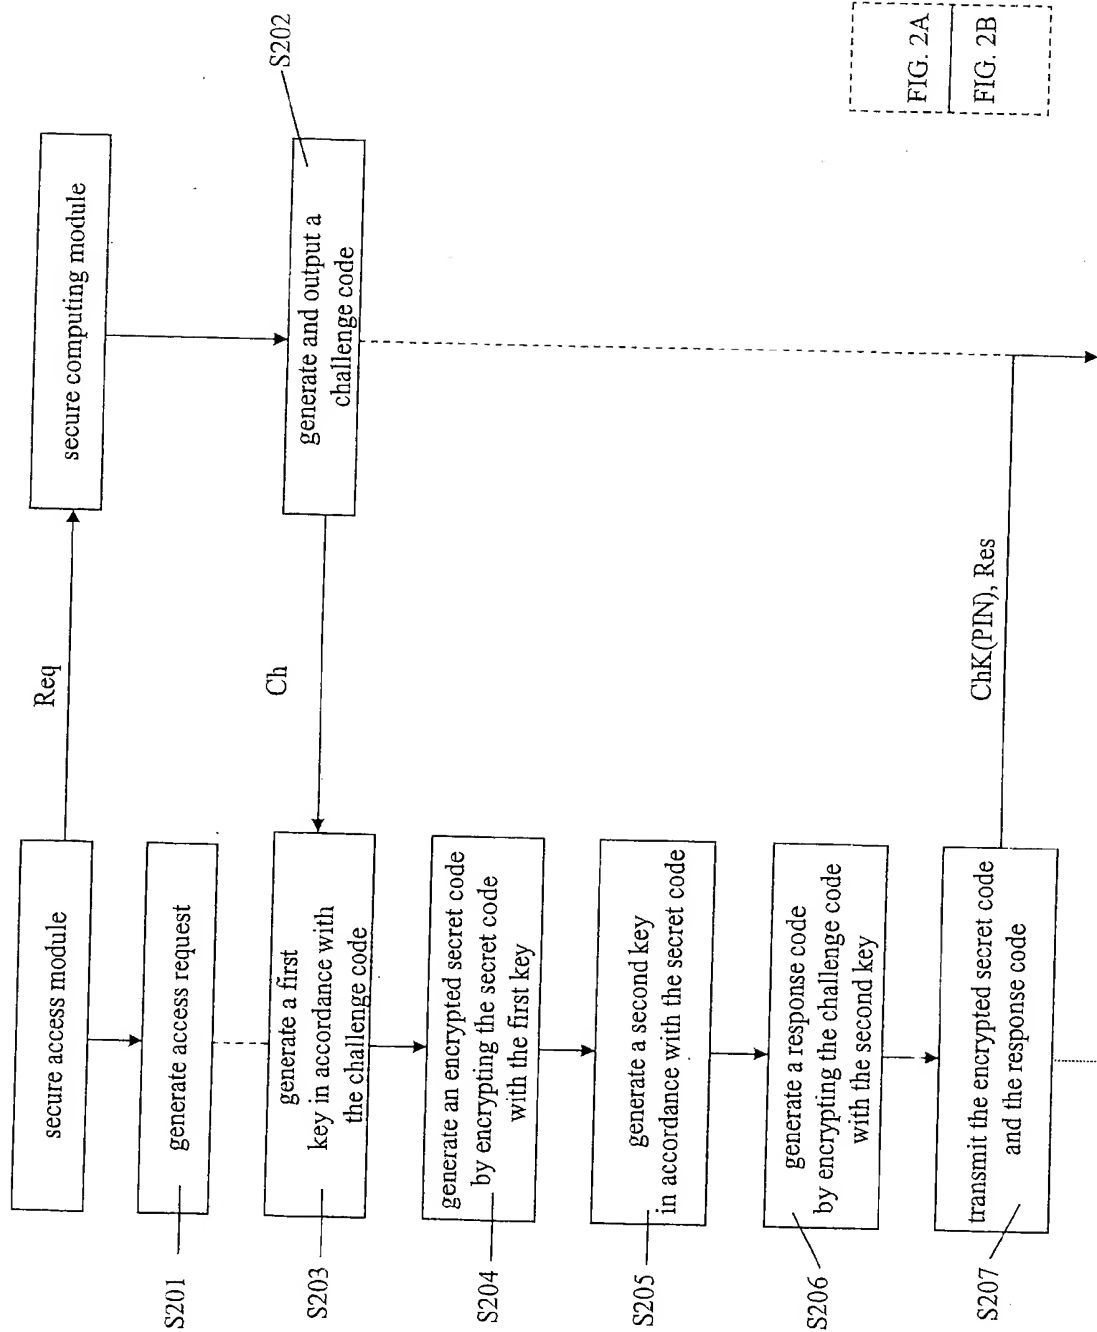 secure access module
Req
secure computing module
S201
generate access request
generate and output a
challenge code
S202
Ch
S203
generate a first
key in accordance with
the challenge code
S204
generate an encrypted secret code
by encrypting the secret code
with the first key
S205
generate a second key
in accordance with the secret code
S206
generate a response code
by encrypting the challenge code
with the second key
S207
transmit the encrypted secret code
and the response code
ChK(PIN), Res
FIG. 2A
FIG. 2B